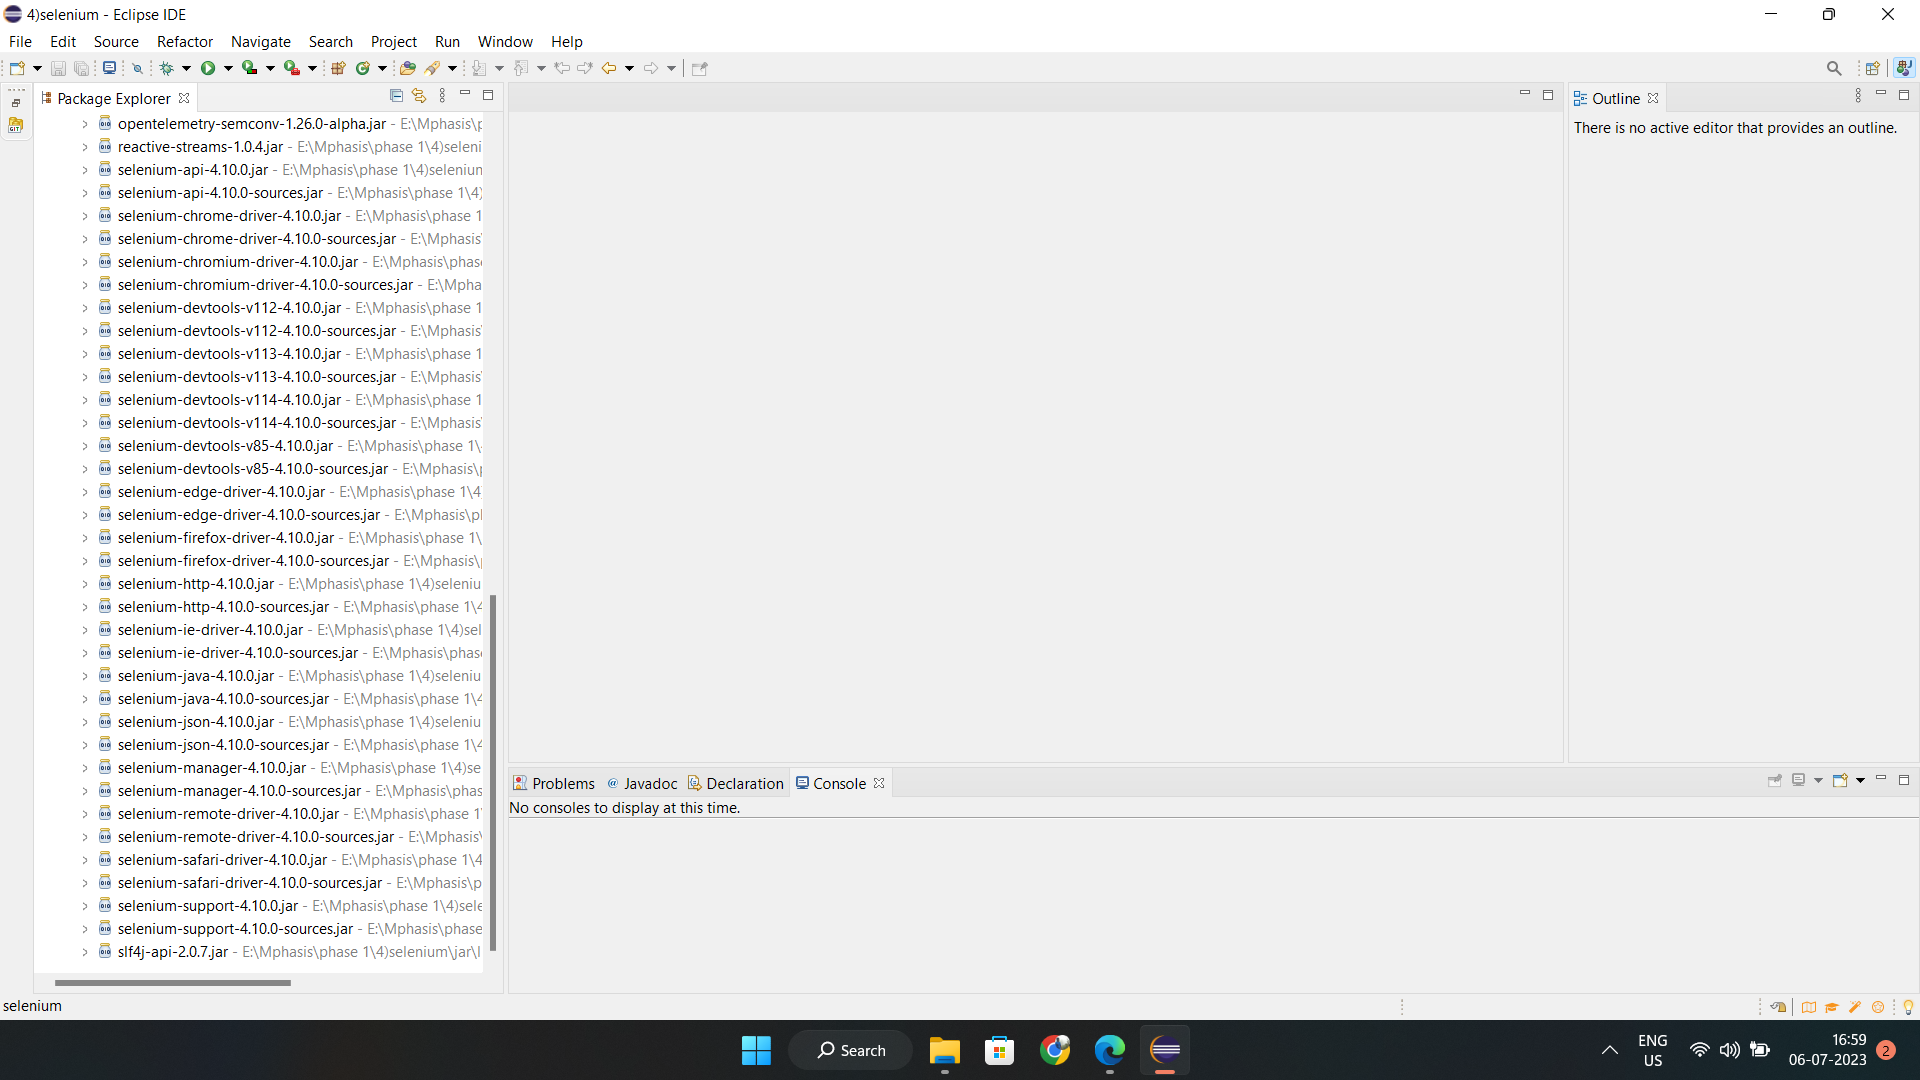 4)selenium - Eclipse IDE
File Edit Source Refactor Navigate Search Project Run Window Help
Package Explorer
opentelemetry-semconv-1.26.0-alpha.jar - E:\Mphasis\p
reactive-streams-1.0.4.jar - E:\Mphasis\phase 1\4)seleni
selenium-api-4.10.0.jar - E:\Mphasis\phase 1\4)selenium
selenium-api-4.10.0-sources.jar - E:\Mphasis\phase 1\4)
selenium-chrome-driver-4.10.0.jar - E:\Mphasis\phase 1
selenium-chrome-driver-4.10.0-sources.jar - E:\Mphasis\
selenium-chromium-driver-4.10.0.jar - E:\Mphasis\phase
selenium-chromium-driver-4.10.0-sources.jar - E:\Mpha
selenium-devtools-v112-4.10.0.jar - E:\Mphasis\phase 1
selenium-devtools-v112-4.10.0-sources.jar - E:\Mphasis\
selenium-devtools-v113-4.10.0.jar - E:\Mphasis\phase 1
selenium-devtools-v113-4.10.0-sources.jar - E:\Mphasis\
selenium-devtools-v114-4.10.0.jar - E:\Mphasis\phase 1
selenium-devtools-v114-4.10.0-sources.jar - E:\Mphasis\
selenium-devtools-v85-4.10.0.jar - E:\Mphasis\phase 1\
selenium-devtools-v85-4.10.0-sources.jar - E:\Mphasis\p
selenium-edge-driver-4.10.0.jar - E:\Mphasis\phase 1\4
selenium-edge-driver-4.10.0-sources.jar - E:\Mphasis\pl
selenium-firefox-driver-4.10.0.jar - E:\Mphasis\phase 1\
selenium-firefox-driver-4.10.0-sources.jar - E:\Mphasis\
selenium-http-4.10.0.jar - E:\Mphasis\phase 1\4)seleniu
selenium-http-4.10.0-sources.jar - E:\Mphasis\phase 1\4
selenium-ie-driver-4.10.0.jar - E:\Mphasis\phase 1\4)sel
selenium-ie-driver-4.10.0-sources.jar - E:\Mphasis\phase
selenium-java-4.10.0.jar - E:\Mphasis\phase 1\4)seleniu
selenium-java-4.10.0-sources.jar - E:\Mphasis\phase 1\4
selenium-json-4.10.0.jar - E:\Mphasis\phase 1\4)seleniu
selenium-json-4.10.0-sources.jar - E:\Mphasis\phase 1\4
selenium-manager-4.10.0.jar - E:\Mphasis\phase 1\4)se
selenium-manager-4.10.0-sources.jar - E:\Mphasis\phas
selenium-remote-driver-4.10.0.jar - E:\Mphasis\phase 1\
selenium-remote-driver-4.10.0-sources.jar - E:\Mphasis\
selenium-safari-driver-4.10.0.jar - E:\Mphasis\phase 1\4
selenium-safari-driver-4.10.0-sources.jar - E:\Mphasis\p
selenium-support-4.10.0.jar - E:\Mphasis\phase 1\4)sele
selenium-support-4.10.0-sources.jar - E:\Mphasis\phase
slf4j-api-2.0.7.jar - E:\Mphasis\phase 1\4)selenium\jar\l
Outline
There is no active editor that provides an outline.
Problems @ Javadoc Declaration Console
No consoles to display at this time.
selenium
Search
ENG
US
16:59
06-07-2023
2